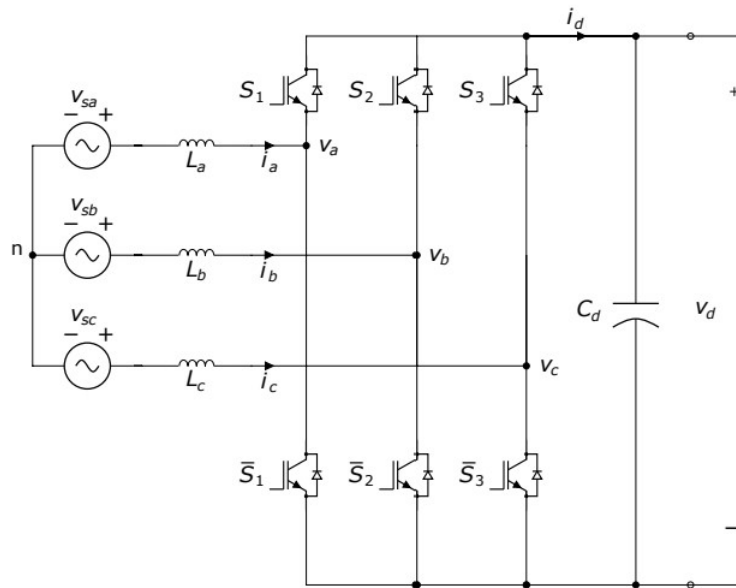 i_d
S_1 S_2 S_3
v_sa
− +
L_a i_a v_a
v_sb
− +
n L_b i_b v_b
v_sc
− +
L_c i_c v_c
C_d v_d
+
S̅_1 S̅_2 S̅_3
−